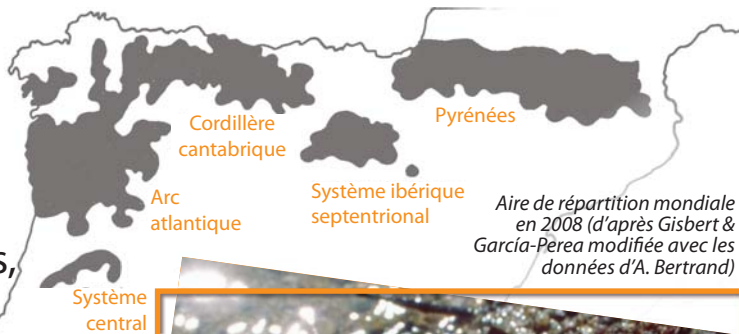 Cordillère
cantabrique
Pyrénées
Arc
atlantique
Système ibérique
septentrional
Aire de répartition mondiale
en 2008 (d'après Gisbert &
García-Perea modifiée avec les
données d'A. Bertrand)
s,
Système
central